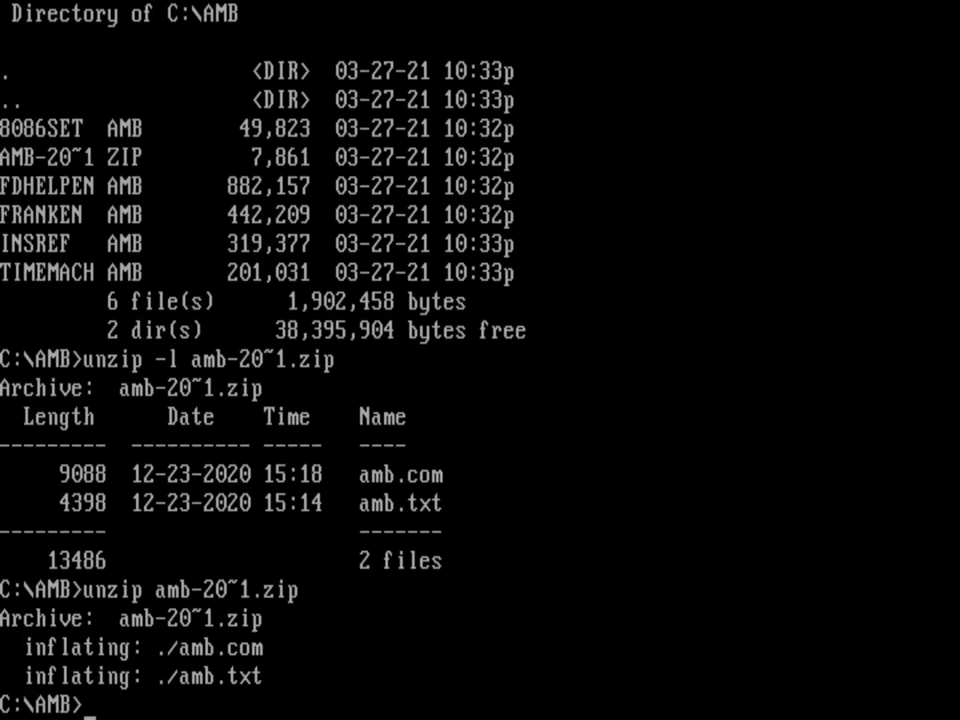 Directory of C:\AMB
. <DIR> 03-27-21 10:33p
.. <DIR> 03-27-21 10:33p
8086SET AMB 49,823 03-27-21 10:32p
AMB-20~1 ZIP 7,861 03-27-21 10:32p
FDHELPEN AMB 882,157 03-27-21 10:32p
FRANKEN AMB 442,209 03-27-21 10:32p
INSREF AMB 319,377 03-27-21 10:33p
TIMEMACH AMB 201,031 03-27-21 10:33p
6 file(s) 1,902,458 bytes
2 dir(s) 38,395,904 bytes free
C:\AMB>unzip -l amb-20~1.zip
Archive: amb-20~1.zip
Length Date Time Name
--------- ---------- ----- ----
9088 12-23-2020 15:18 amb.com
4398 12-23-2020 15:14 amb.txt
--------- -------
13486 2 files
C:\AMB>unzip amb-20~1.zip
Archive: amb-20~1.zip
inflating: ./amb.com
inflating: ./amb.txt
C:\AMB>_